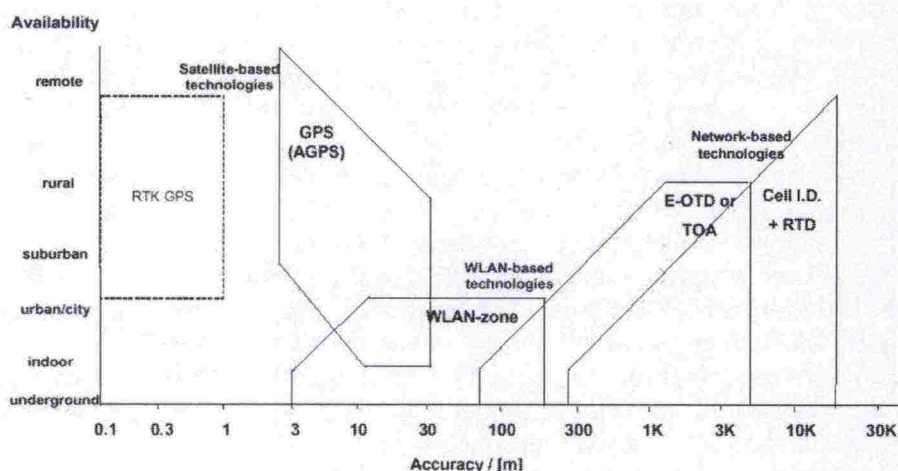 Availability
remote
rural
suburban
urban/city
indoor
underground
Satellite-based
technologies
GPS
(AGPS)
RTK GPS
WLAN-based
technologies
WLAN-zone
Network-based
technologies
E-OTD or
TOA
Cell I.D.
+ RTD
0.1 0.3 1 3 10 30 100 300 1K 3K 10K 30K
Accuracy / [m]